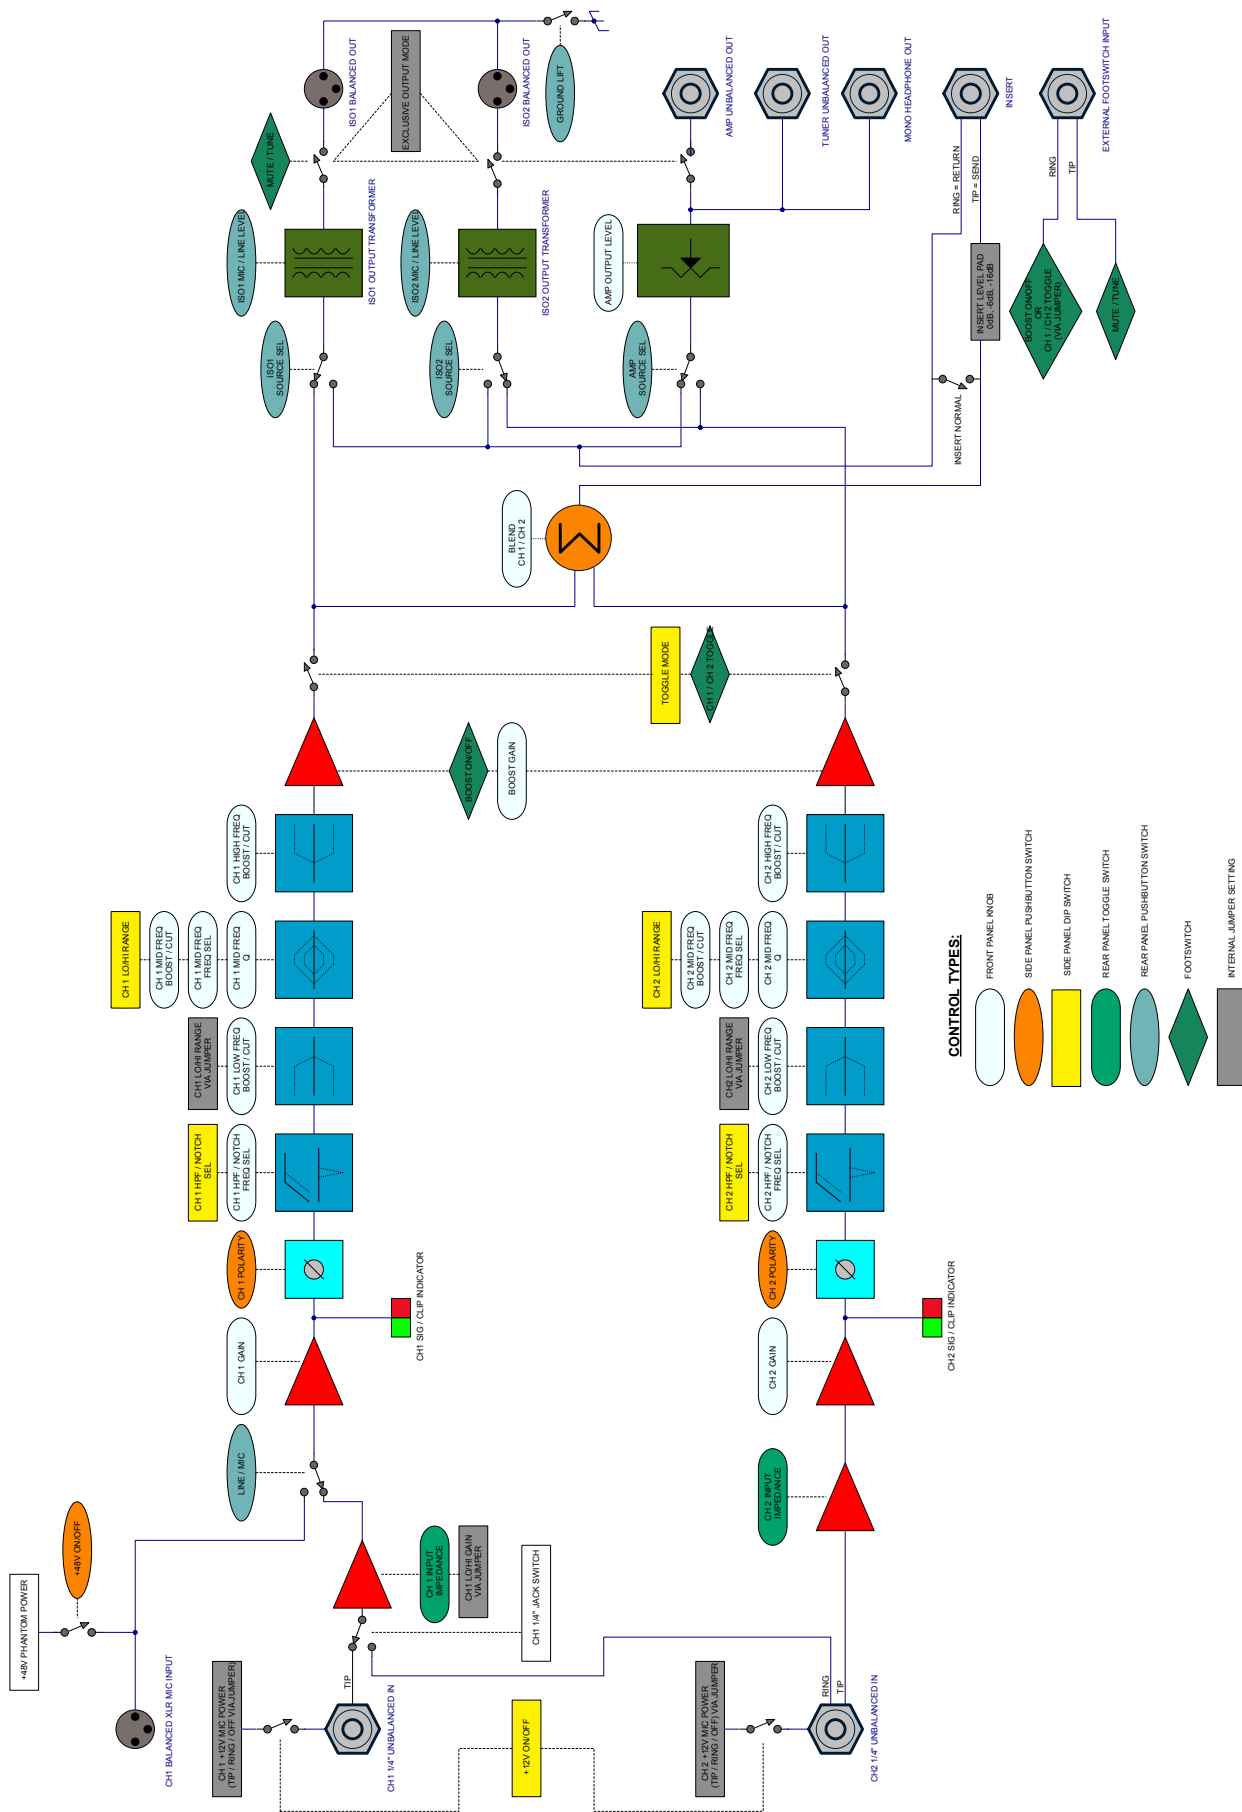 +48V PHANTOM POWER
+48V ON/OFF
CH1 BALANCED XLR MIC INPUT
CH 1 +12V MIC POWER
(TIP / RING / OFF VIA JUMPER)
TIP
CH1 1/4" UNBALANCED IN
CH 1 INPUT
IMPEDANCE
CH1 LO/HI GAIN
VIA JUMPER
CH1 1/4" JACK SWITCH
+12V ON/OFF
CH 2 +12V MIC POWER
(TIP / RING / OFF) VIA JUMPER
RING
TIP
CH2 1/4" UNBALANCED IN
LINE / MIC
CH 1 GAIN
CH1 SIG / CLIP INDICATOR
CH 1 POLARITY
CH 1 HPF / NOTCH
SEL
CH 1 HPF / NOTCH
FREQ SEL
CH1 LO/HI RANGE
VIA JUMPER
CH 1 LOW FREQ
BOOST / CUT
CH 1 LO/HI RANGE
CH 1 MID FREQ
BOOST / CUT
CH 1 MID FREQ
FREQ SEL
CH 1 MID FREQ
Q
CH 1 HIGH FREQ
BOOST / CUT
CH 2 INPUT
IMPEDANCE
CH 2 GAIN
CH2 SIG / CLIP INDICATOR
CH 2 POLARITY
CH 2 HPF / NOTCH
SEL
CH 2 HPF / NOTCH
FREQ SEL
CH2 LO/HI RANGE
VIA JUMPER
CH 2 LOW FREQ
BOOST / CUT
CH 2 LO/HI RANGE
CH 2 MID FREQ
BOOST / CUT
CH 2 MID FREQ
FREQ SEL
CH 2 MID FREQ
Q
CH 2 HIGH FREQ
BOOST / CUT
BOOST ON/OFF
BOOST GAIN
TOGGLE MODE
CH 1 / CH 2 TOGGLE
BLEND
CH 1 / CH 2
ISO1
SOURCE SEL
ISO1 MIC / LINE LEVEL
ISO1 OUTPUT TRANSFORMER
MUTE / TUNE
ISO1 BALANCED OUT
EXCLUSIVE OUTPUT MODE
ISO2
SOURCE SEL
ISO2 MIC / LINE LEVEL
ISO2 OUTPUT TRANSFORMER
ISO2 BALANCED OUT
GROUND LIFT
AMP
SOURCE SEL
AMP OUTPUT LEVEL
AMP UNBALANCED OUT
TUNER UNBALANCED OUT
MONO HEADPHONE OUT
INSERT NORMAL
INSERT LEVEL PAD
0dB, -6dB, -16dB
RING = RETURN
TIP = SEND
INSERT
BOOST ON/OFF
OR
CH 1 / CH 2 TOGGLE
(VIA JUMPER)
MUTE / TUNE
RING
TIP
EXTERNAL FOOTSWITCH INPUT
CONTROL TYPES:
FRONT PANEL KNOB
SIDE PANEL PUSHBUTTON SWITCH
SIDE PANEL DIP SWITCH
REAR PANEL TOGGLE SWITCH
REAR PANEL PUSHBUTTON SWITCH
FOOTSWITCH
INTERNAL JUMPER SETTING